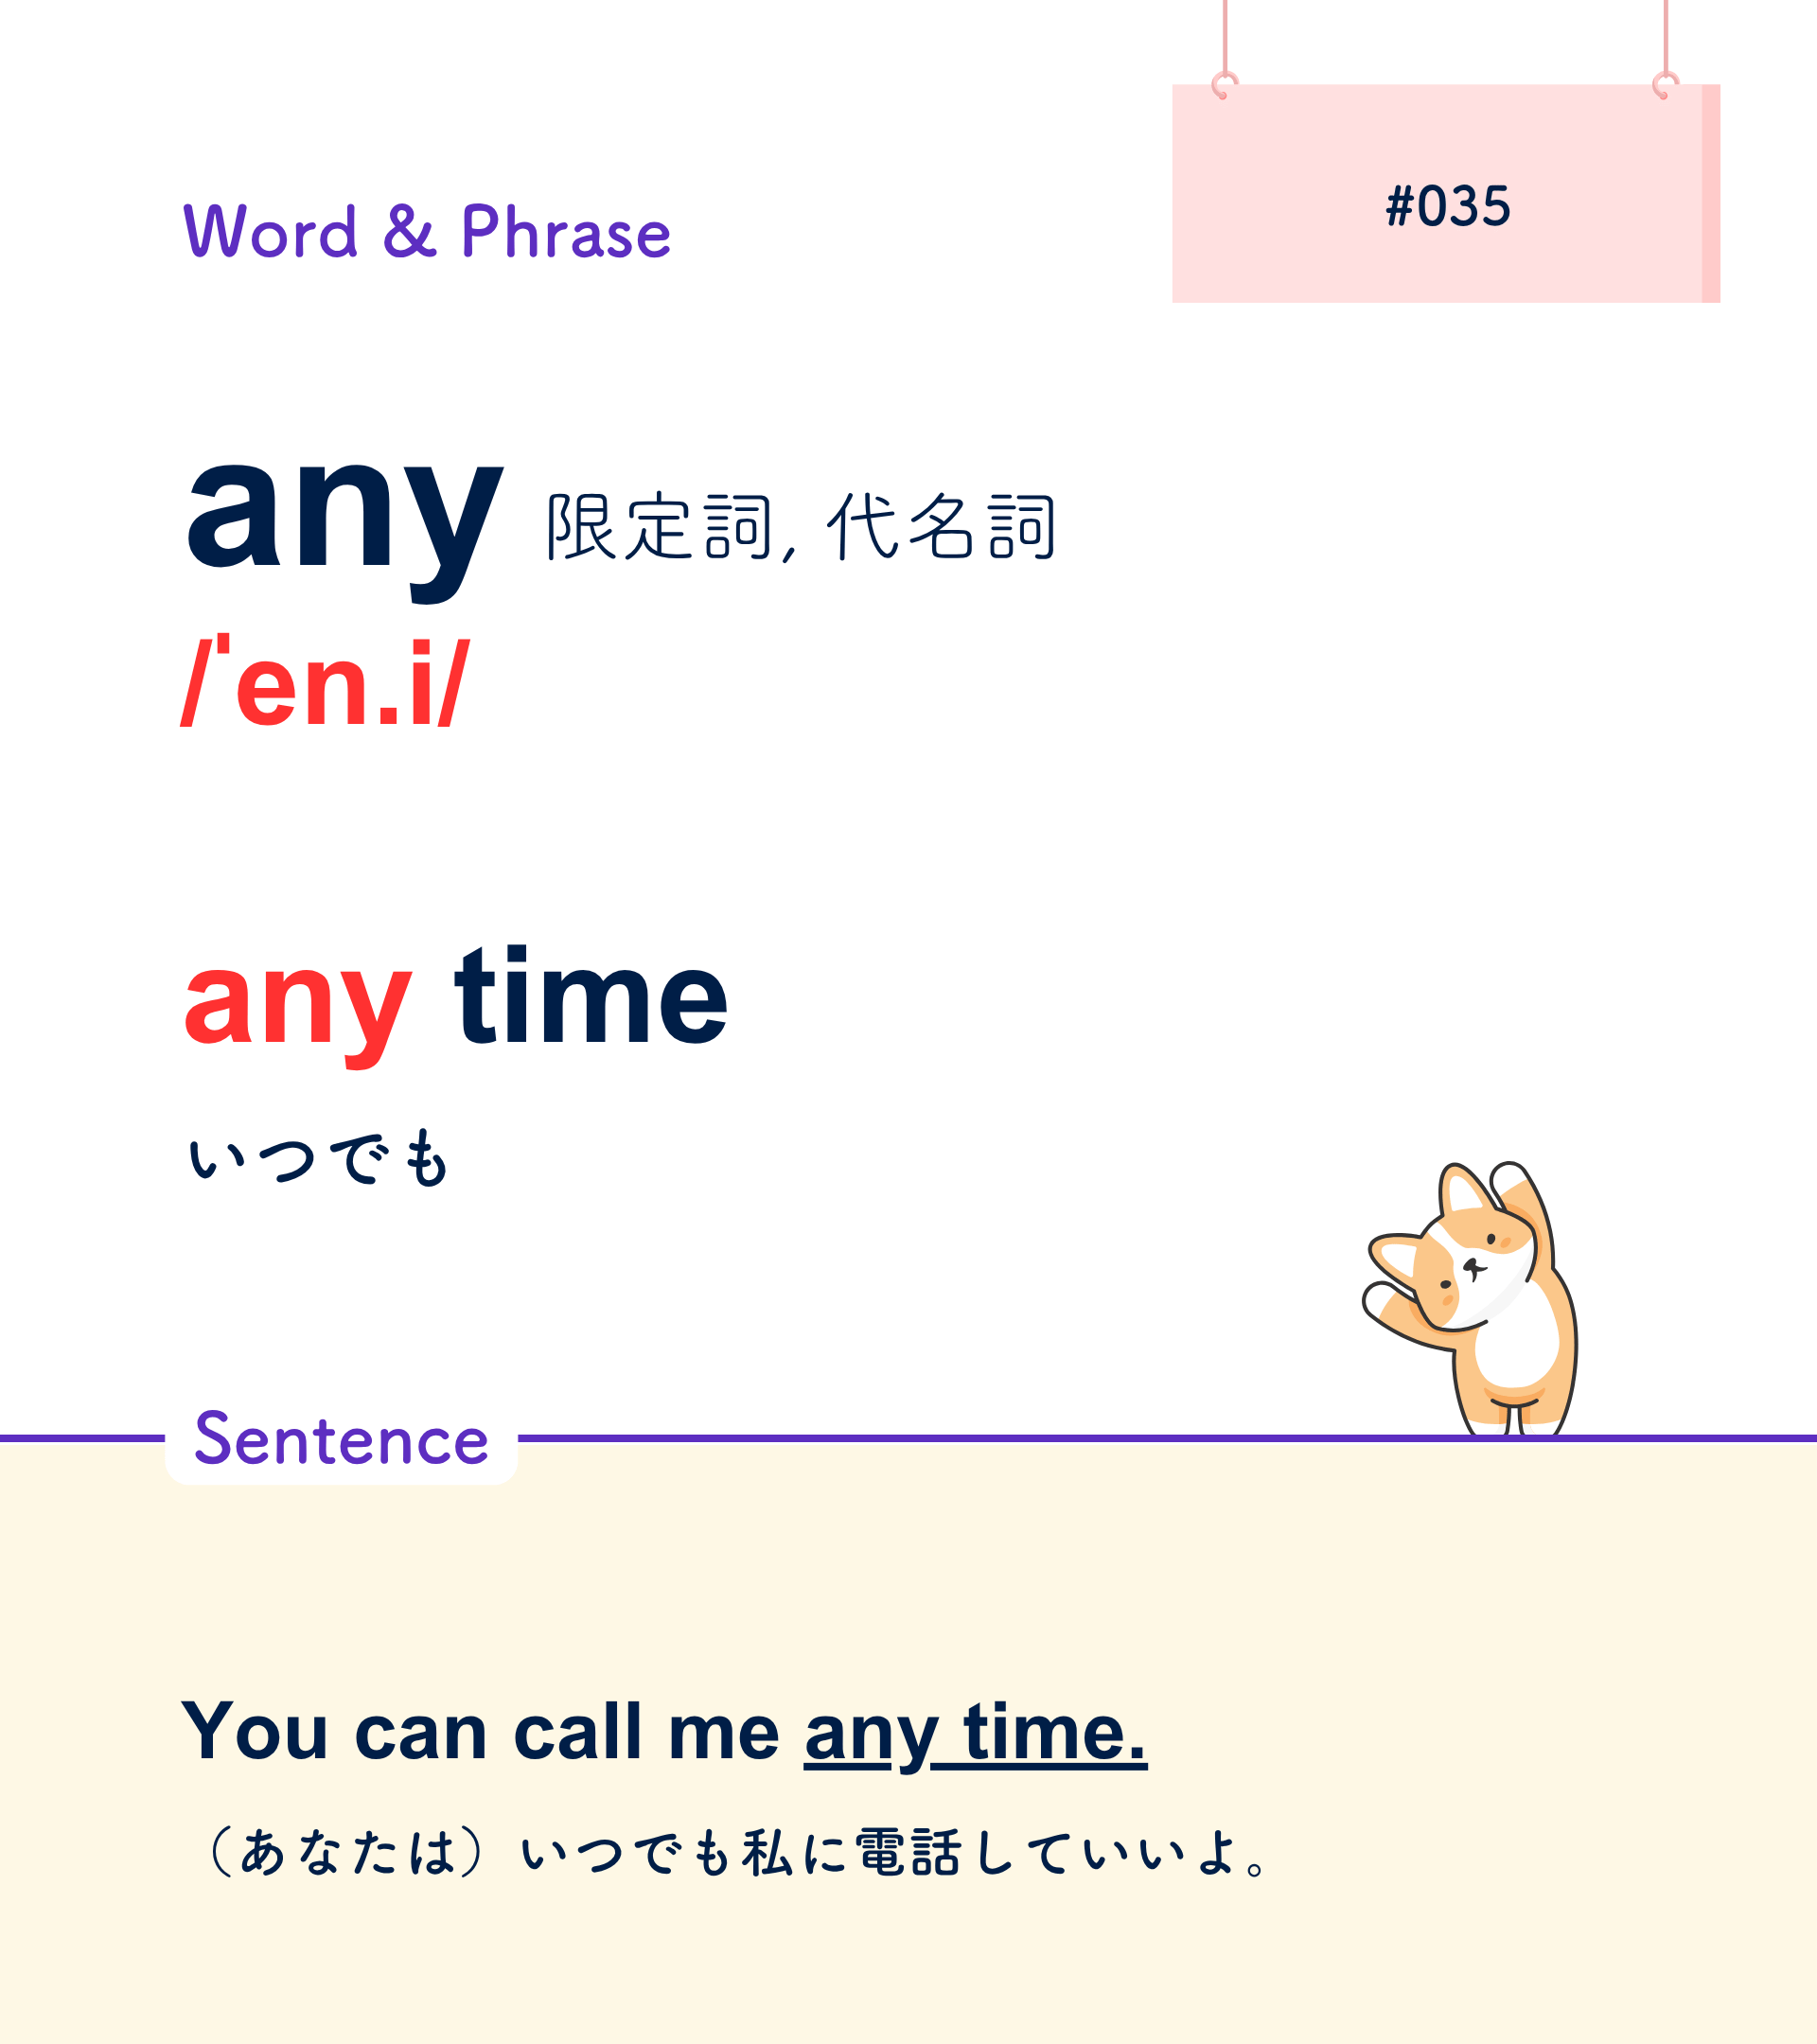 #035
Word & Phrase
any 限定詞, 代名詞
/ˈen.i/
any time
いつでも
Sentence
You can call me any time.
（あなたは）いつでも私に電話していいよ。